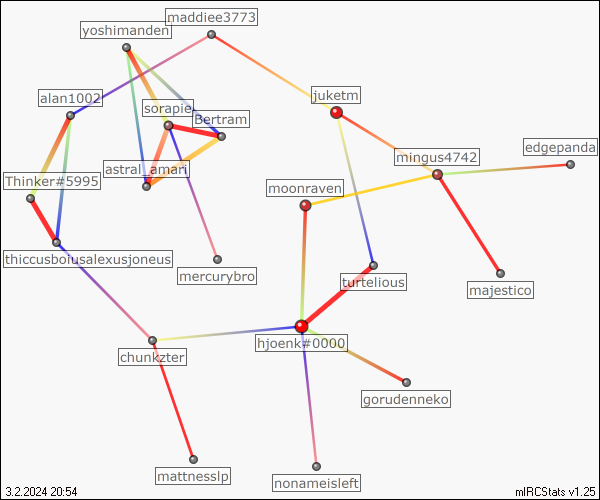 maddiee3773
yoshimanden
alan1002
juketm
sorapie
Bertram
edgepanda
mingus4742
astral_amari
Thinker#5995
moonraven
thiccusbolusalexusjoneus
mercurybro
turtelious
majestico
hjoenk#0000
chunkzter
gorudenneko
mattnesslp
nonameisleft
3.2.2024 20:54
mIRCStats v1.25